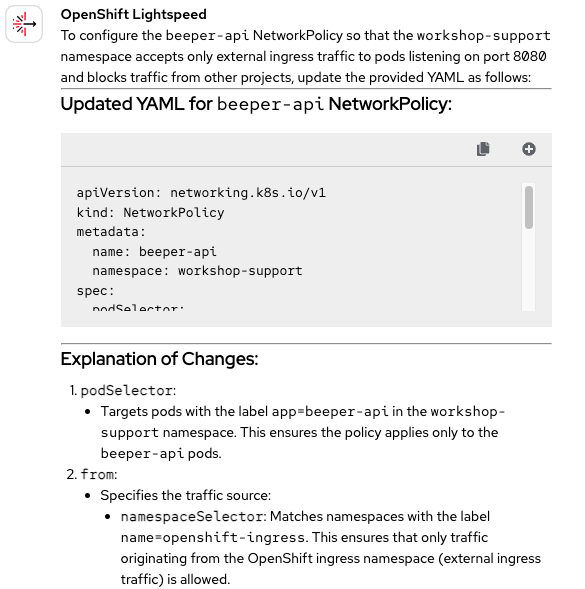 OpenShift Lightspeed
To configure the beeper-api NetworkPolicy so that the workshop-support
namespace accepts only external ingress traffic to pods listening on port 8080
and blocks traffic from other projects, update the provided YAML as follows:
Updated YAML for beeper-api NetworkPolicy:
apiVersion: networking.k8s.io/v1
kind: NetworkPolicy
metadata:
  name: beeper-api
  namespace: workshop-support
spec:
  podSelector:
Explanation of Changes:
1. podSelector:
• Targets pods with the label app=beeper-api in the workshop-
support namespace. This ensures the policy applies only to the
beeper-api pods.
2. from:
• Specifies the traffic source:
• namespaceSelector: Matches namespaces with the label
name=openshift-ingress. This ensures that only traffic
originating from the OpenShift ingress namespace (external ingress
traffic) is allowed.